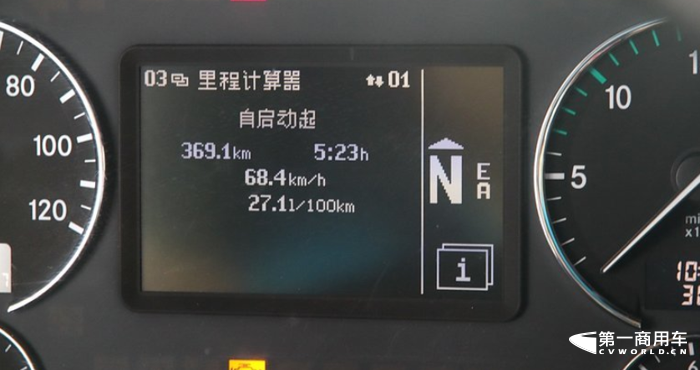 03 里程计算器 01
自启动起
369.1km 5:23h
68.4km/h
27.1l/100km
N
E
A
i
80
100
120
10
5
第一商用车
CVWORLD.CN